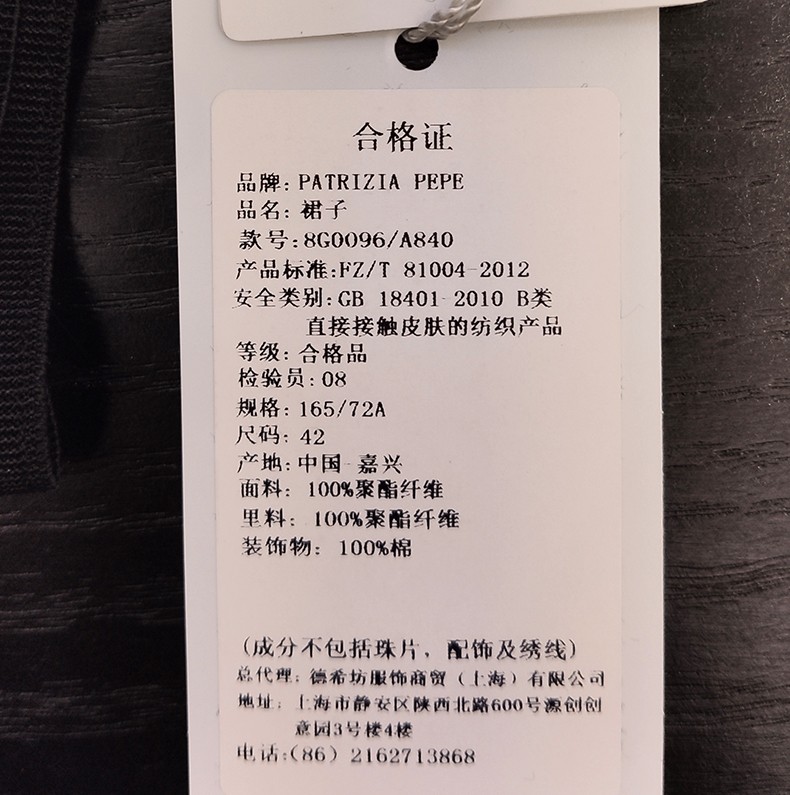 合格证
品牌: PATRIZIA PEPE
品名: 裙子
款号:8G0096/A840
产品标准:FZ/T 81004-2012
安全类别:GB 18401-2010 B类
直接接触皮肤的纺织产品
等级: 合格品
检验员: 08
规格: 165/72A
尺码: 42
产地: 中国-嘉兴
面料: 100%聚酯纤维
里料: 100%聚酯纤维
装饰物: 100%棉
(成分不包括珠片, 配饰及绣线)
总代理: 德希坊服饰商贸（上海）有限公司
地址: 上海市静安区陕西北路600号源创创
意园3号楼4楼
电话:(86) 2162713868